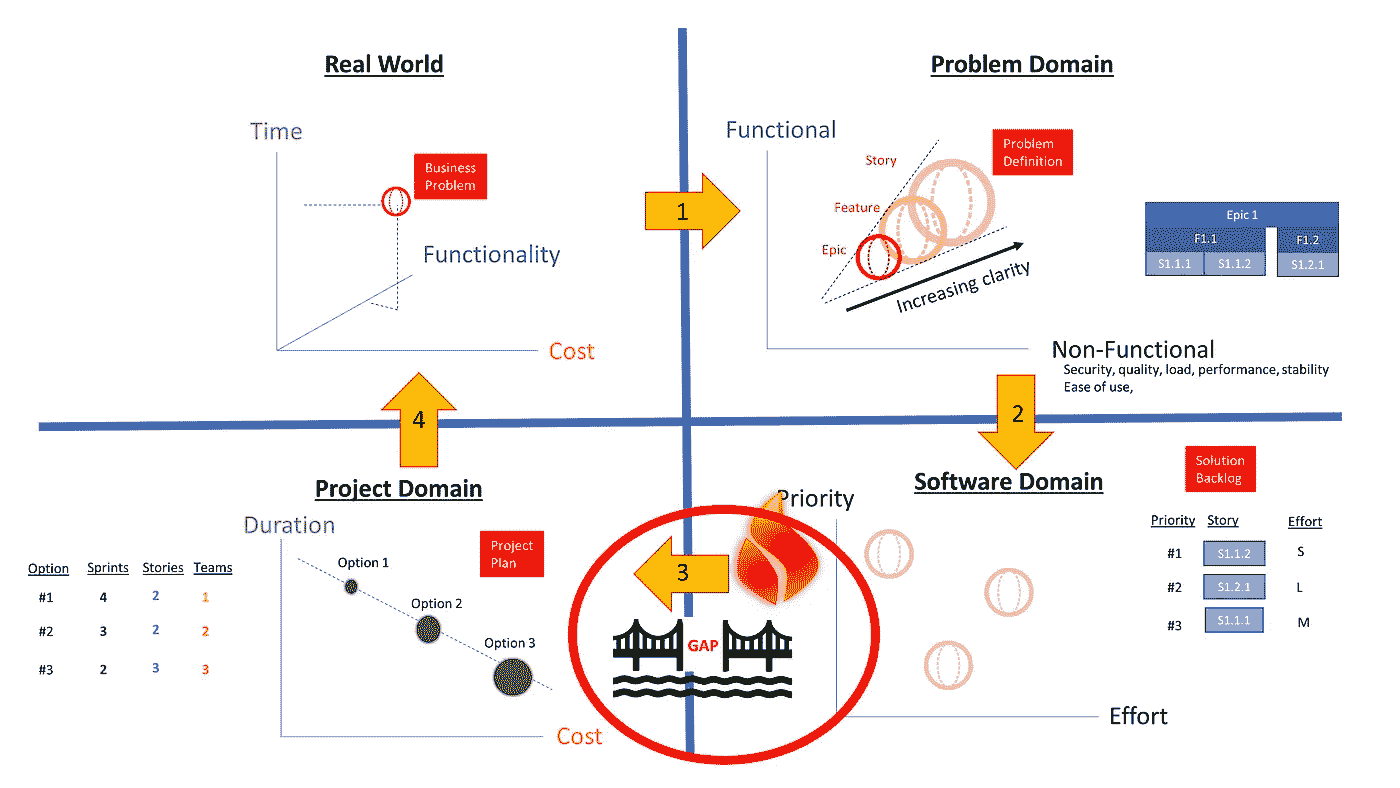 Real World
Time
Business
Problem
Functionality
Cost
1
Problem Domain
Functional
Story
Feature
Epic
Problem
Definition
Increasing clarity
Epic 1
F1.1 F1.2
S1.1.1 S1.1.2 S1.2.1
Non-Functional
Security, quality, load, performance, stability
Ease of use,
2
4
Project Domain
Duration
Project
Plan
Option 1
Option 2
Option 3
Cost
Option Sprints Stories Teams
#1 4 2 1
#2 3 2 2
#3 2 3 3
3
GAP
Software Domain
Priority
Effort
Solution
Backlog
Priority Story Effort
#1 S1.1.2 S
#2 S1.2.1 L
#3 S1.1.1 M